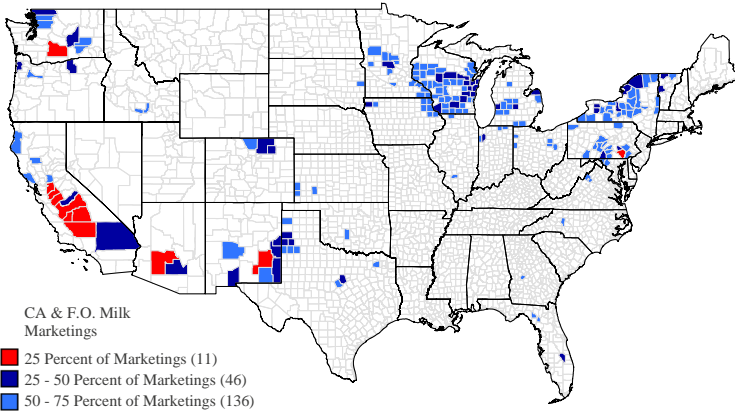 CA & F.O. Milk
Marketings
25 Percent of Marketings (11)
25 - 50 Percent of Marketings (46)
50 - 75 Percent of Marketings (136)